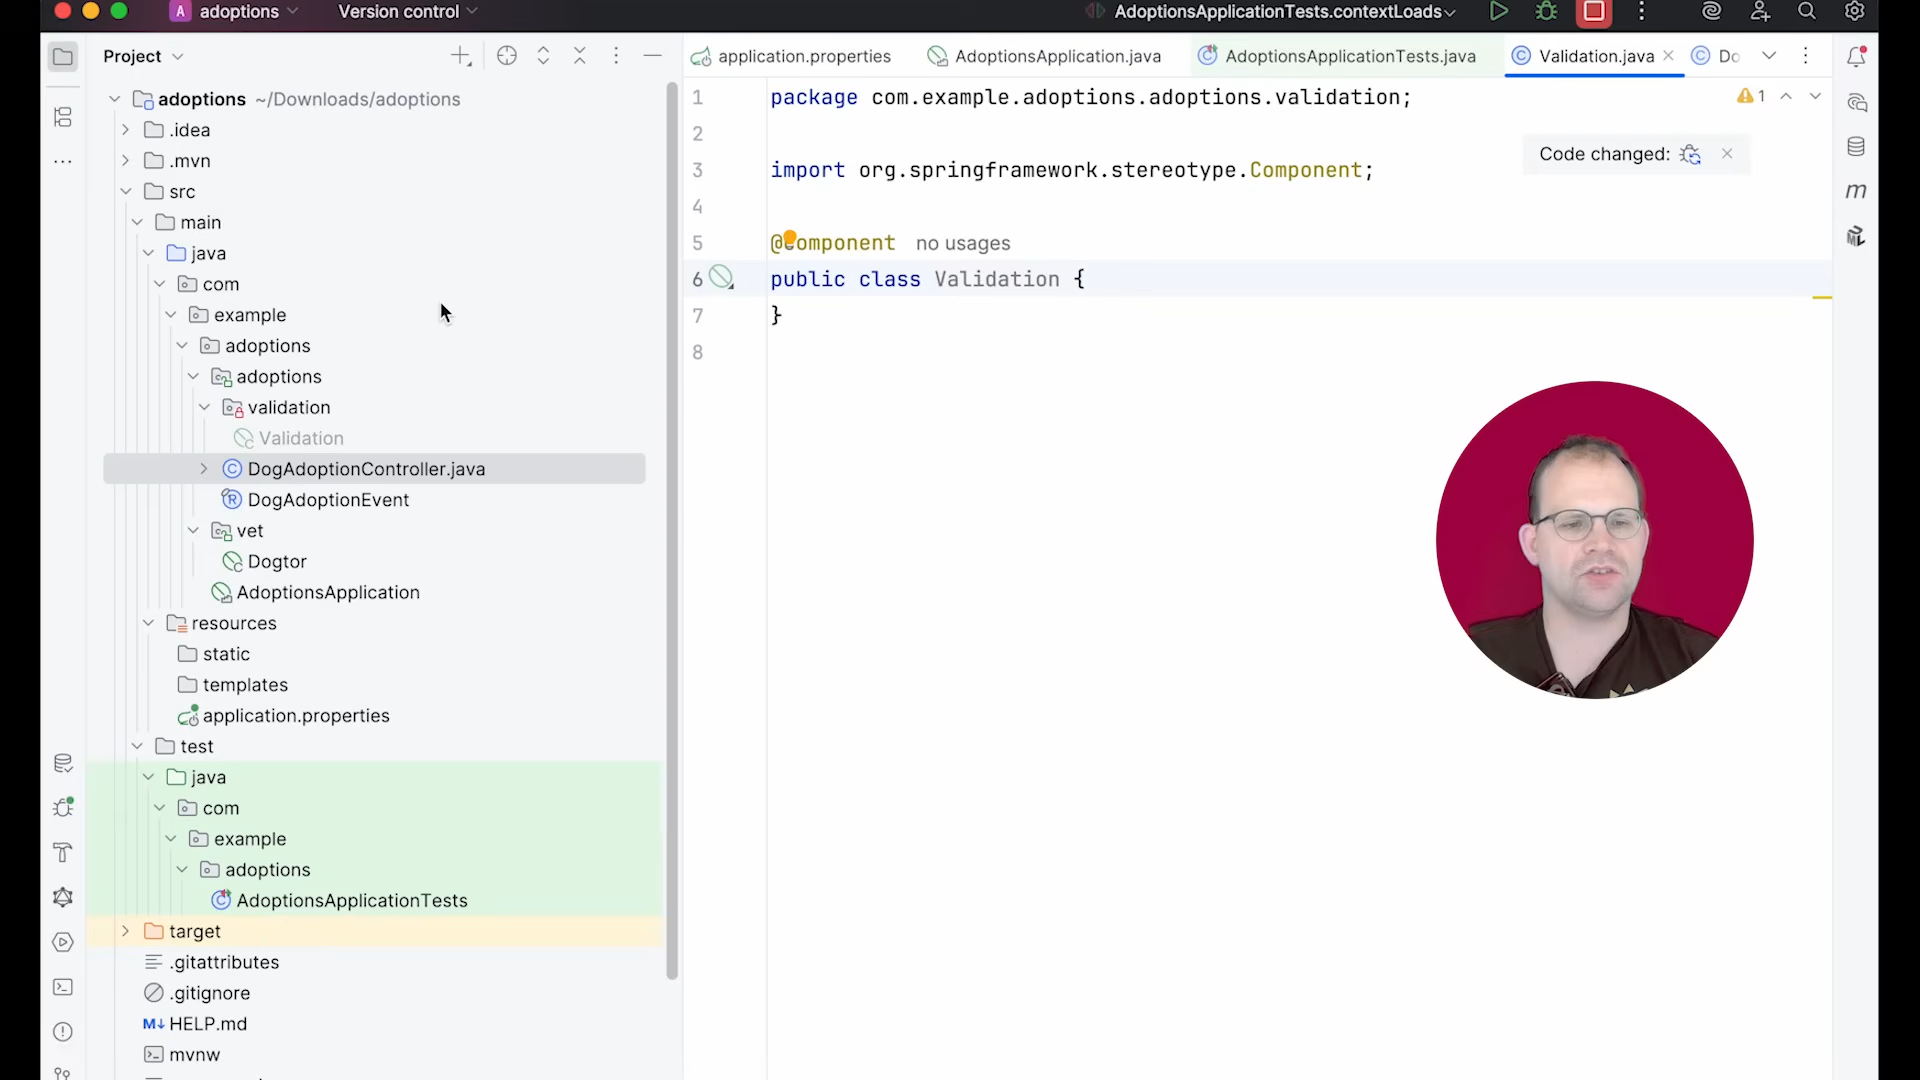 A adoptions
Version control
AdoptionsApplicationTests.contextLoads
Project
application.properties
AdoptionsApplication.java
AdoptionsApplicationTests.java
Validation.java
Do
adoptions ~/Downloads/adoptions
.idea
.mvn
src
main
java
com
example
adoptions
adoptions
validation
Validation
DogAdoptionController.java
DogAdoptionEvent
vet
Dogtor
AdoptionsApplication
resources
static
templates
application.properties
test
java
com
example
adoptions
AdoptionsApplicationTests
target
.gitattributes
.gitignore
M↓ HELP.md
mvnw
1 package com.example.adoptions.adoptions.validation;
2
3 import org.springframework.stereotype.Component;
4
5 @Component no usages
6 public class Validation {
7 }
8
1
Code changed:
m